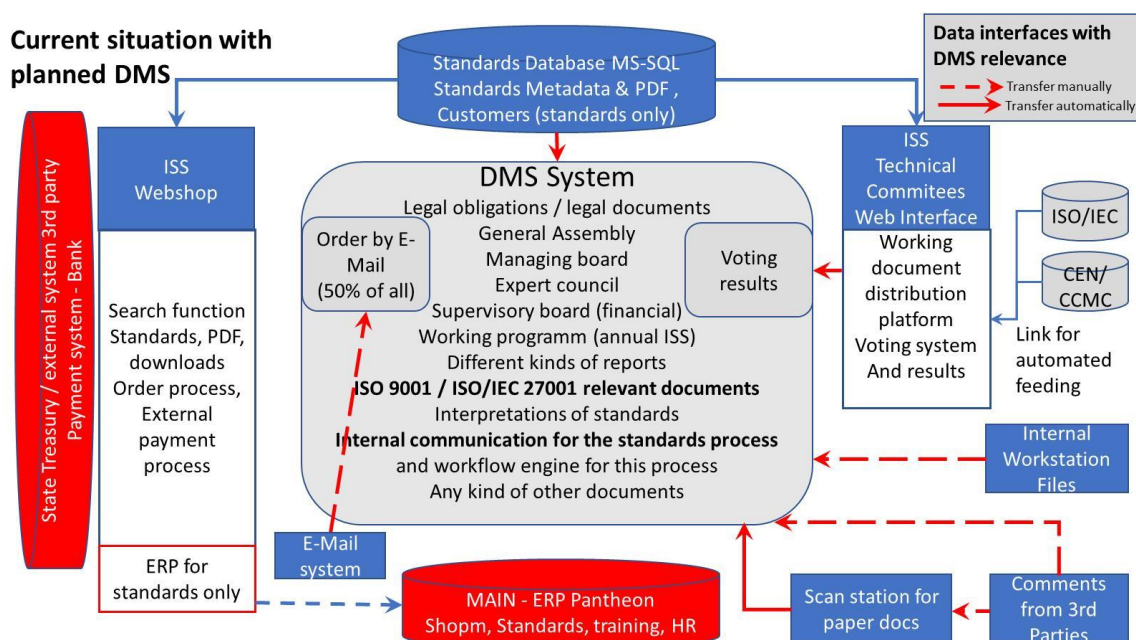 Current situation with
planned DMS
Standards Database MS-SQL
Standards Metadata & PDF ,
Customers (standards only)
Data interfaces with
DMS relevance
Transfer manually
Transfer automatically
State Treasury / external system 3rd party
Payment system - Bank
ISS
Webshop
Search function
Standards, PDF,
downloads
Order process,
External
payment
process
ERP for
standards only
DMS System
Legal obligations / legal documents
General Assembly
Managing board
Expert council
Supervisory board (financial)
Working programm (annual ISS)
Different kinds of reports
ISO 9001 / ISO/IEC 27001 relevant documents
Interpretations of standards
Internal communication for the standards process
and workflow engine for this process
Any kind of other documents
Order by E-
Mail
(50% of all)
Voting
results
ISS
Technical
Commitees
Web Interface
Working
document
distribution
platform
Voting system
And results
ISO/IEC
CEN/
CCMC
Link for
automated
feeding
Internal
Workstation
Files
E-Mail
system
MAIN - ERP Pantheon
Shopm, Standards, training, HR
Scan station for
paper docs
Comments
from 3rd
Parties